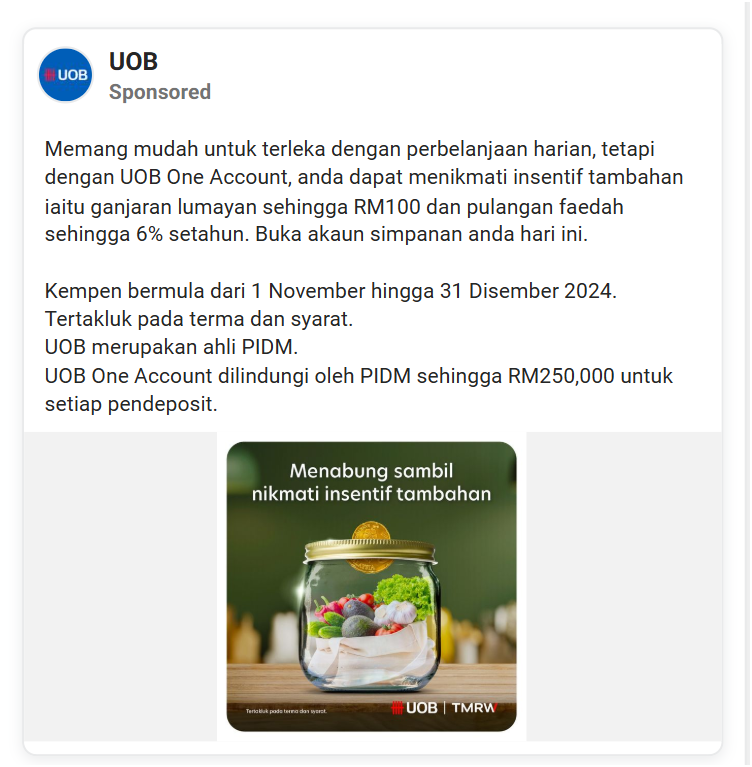 UOB
UOB
Sponsored
Memang mudah untuk terleka dengan perbelanjaan harian, tetapi
dengan UOB One Account, anda dapat menikmati insentif tambahan
iaitu ganjaran lumayan sehingga RM100 dan pulangan faedah
sehingga 6% setahun. Buka akaun simpanan anda hari ini.
Kempen bermula dari 1 November hingga 31 Disember 2024.
Tertakluk pada terma dan syarat.
UOB merupakan ahli PIDM.
UOB One Account dilindungi oleh PIDM sehingga RM250,000 untuk
setiap pendeposit.
Menabung sambil
nikmati insentif tambahan
Tertakluk pada terma dan syarat.
UOB | TMRW